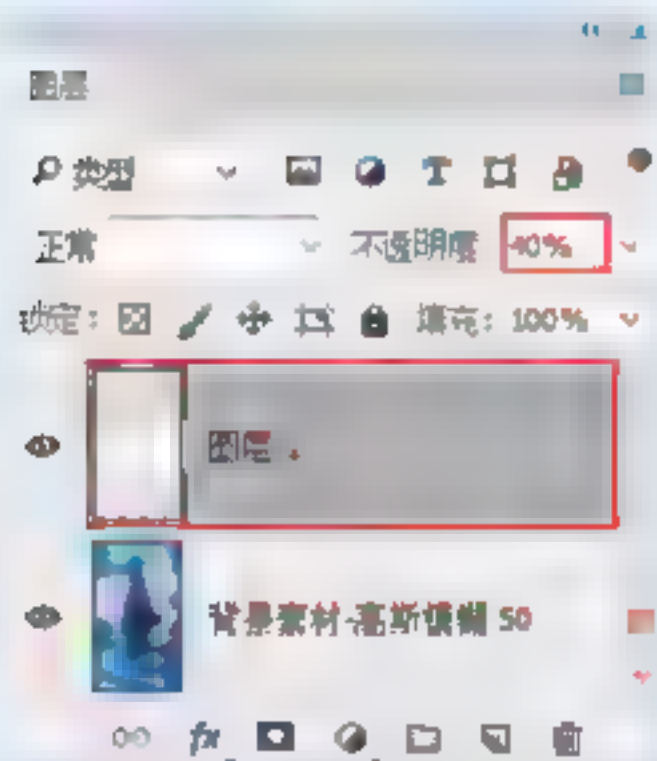 图层
类型
正常 不透明度 40%
锁定: 填充: 100%
图层
背景素材-高斯模糊 50
fx